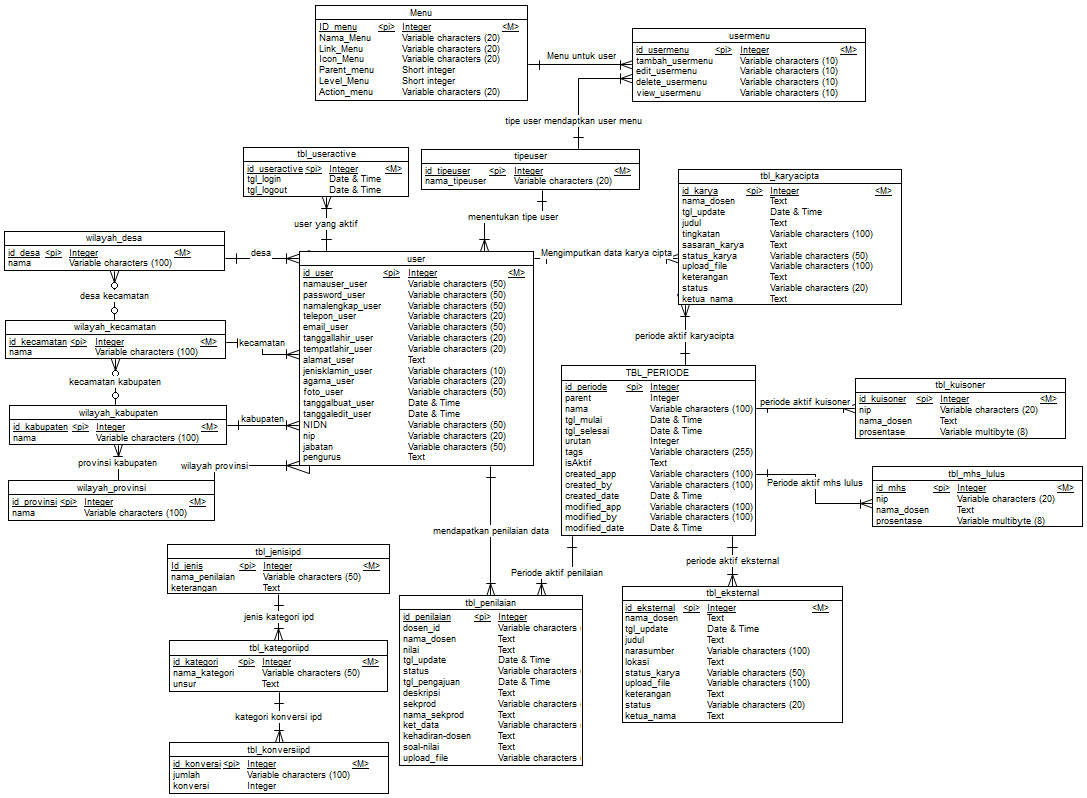 Menu
ID_menu <pi> Integer <M>
Nama_Menu Variable characters (20)
Link_Menu Variable characters (20)
Icon_Menu Variable characters (20)
Parent_menu Short integer
Level_Menu Short integer
Action_menu Variable characters (20)
Menu untuk user
usermenu
id_usermenu <pi> Integer <M>
tambah_usermenu Variable characters (10)
edit_usermenu Variable characters (10)
delete_usermenu Variable characters (10)
view_usermenu Variable characters (10)
tipe user mendaptkan user menu
tbl_useractive
id_useractive <pi> Integer <M>
tgl_login Date & Time
tgl_logout Date & Time
user yang aktif
tipeuser
id_tipeuser <pi> Integer <M>
nama_tipeuser Variable characters (20)
menentukan tipe user
tbl_karyacipta
id_karya <pi> Integer <M>
nama_dosen Text
tgl_update Date & Time
judul Text
tingkatan Variable characters (100)
sasaran_karya Text
status_karya Variable characters (50)
upload_file Variable characters (100)
keterangan Text
status Variable characters (20)
ketua_nama Text
Mengimputkan data karya cipta
periode aktif karyacipta
wilayah_desa
id_desa <pi> Integer <M>
nama Variable characters (100)
desa
desa kecamatan
wilayah_kecamatan
id_kecamatan <pi> Integer <M>
nama Variable characters (100)
kecamatan
kecamatan kabupaten
wilayah_kabupaten
id_kabupaten <pi> Integer <M>
nama Variable characters (100)
kabupaten
provinsi kabupaten
wilayah provinsi
wilayah_provinsi
id_provinsi <pi> Integer <M>
nama Variable characters (100)
user
id_user <pi> Integer <M>
namauser_user Variable characters (50)
password_user Variable characters (50)
namalengkap_user Variable characters (50)
telepon_user Variable characters (20)
email_user Variable characters (50)
tanggallahir_user Variable characters (20)
tempatlahir_user Variable characters (20)
alamat_user Text
jenisklamin_user Variable characters (10)
agama_user Variable characters (20)
foto_user Variable characters (50)
tanggalbuat_user Date & Time
tanggaledit_user Date & Time
NIDN Variable characters (50)
nip Variable characters (20)
jabatan Variable characters (50)
pengurus Text
mendapatkan penilaian data
TBL_PERIODE
id_periode <pi> Integer
parent Integer
nama Variable characters (100)
tgl_mulai Date & Time
tgl_selesai Date & Time
urutan Integer
tags Variable characters (255)
isAktif Text
created_app Variable characters (100)
created_by Variable characters (100)
created_date Date & Time
modified_app Variable characters (100)
modified_by Variable characters (100)
modified_date Date & Time
periode aktif kuisoner
tbl_kuisoner
id_kuisoner <pi> Integer <M>
nip Variable characters (20)
nama_dosen Text
prosentase Variable multibyte (8)
Periode aktif mhs lulus
tbl_mhs_lulus
id_mhs <pi> Integer <M>
nip Variable characters (20)
nama_dosen Text
prosentase Variable multibyte (8)
Periode aktif penilaian
periode aktif eksternal
tbl_jenisipd
Id_jenis <pi> Integer <M>
nama_penilaian Variable characters (50)
keterangan Text
jenis kategori ipd
tbl_kategoriipd
id_kategori <pi> Integer <M>
nama_kategori Variable characters (50)
unsur Text
kategori konversi ipd
tbl_konversiipd
id_konversi <pi> Integer <M>
jumlah Variable characters (100)
konversi Integer
tbl_penilaian
id_penilaian <pi> Integer
dosen_id Variable characters (
nama_dosen Text
nilai Text
tgl_update Date & Time
status Variable characters (
tgl_pengajuan Date & Time
deskripsi Text
sekprod Variable characters (
nama_sekprod Text
ket_data Variable characters (
kehadiran-dosen Text
soal-nilai Text
upload_file Variable characters (
tbl_eksternal
id_eksternal <pi> Integer <M>
nama_dosen Text
tgl_update Date & Time
judul Text
narasumber Variable characters (100)
lokasi Text
status_karya Variable characters (50)
upload_file Variable characters (100)
keterangan Text
status Variable characters (20)
ketua_nama Text